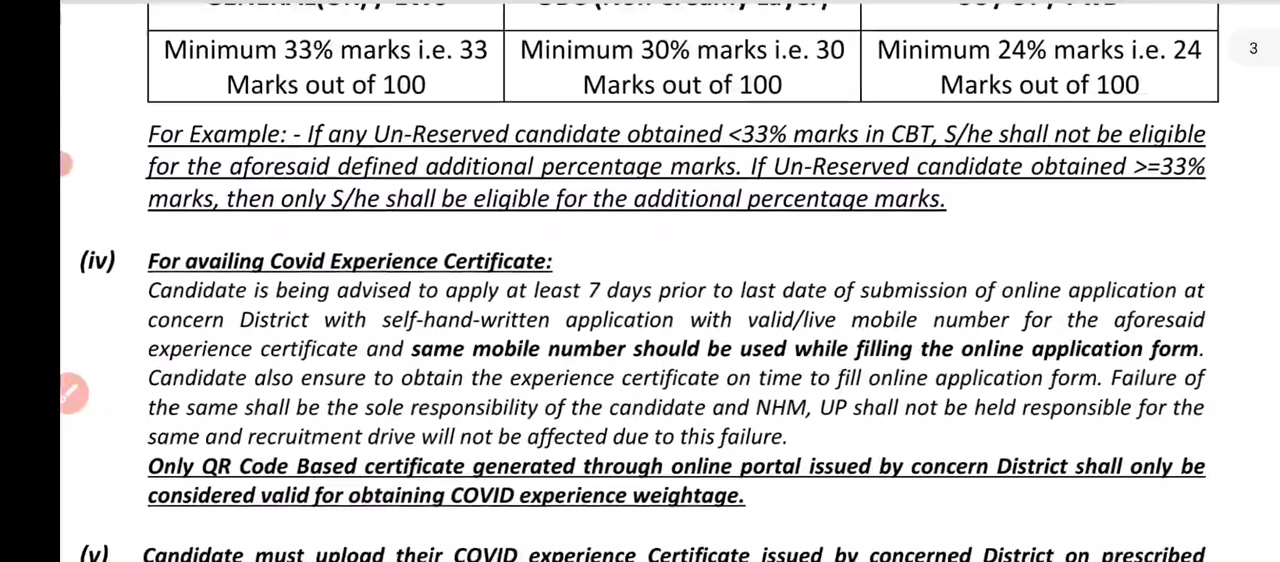 Minimum 33% marks i.e. 33 Minimum 30% marks i.e. 30 Minimum 24% marks i.e. 24
Marks out of 100 Marks out of 100 Marks out of 100
3
For Example: - If any Un-Reserved candidate obtained <33% marks in CBT, S/he shall not be eligible
for the aforesaid defined additional percentage marks. If Un-Reserved candidate obtained >=33%
marks, then only S/he shall be eligible for the additional percentage marks.
(iv) For availing Covid Experience Certificate:
Candidate is being advised to apply at least 7 days prior to last date of submission of online application at
concern District with self-hand-written application with valid/live mobile number for the aforesaid
experience certificate and same mobile number should be used while filling the online application form.
Candidate also ensure to obtain the experience certificate on time to fill online application form. Failure of
the same shall be the sole responsibility of the candidate and NHM, UP shall not be held responsible for the
same and recruitment drive will not be affected due to this failure.
Only QR Code Based certificate generated through online portal issued by concern District shall only be
considered valid for obtaining COVID experience weightage.
(v) Candidate must upload their COVID experience Certificate issued by concerned District on prescribed